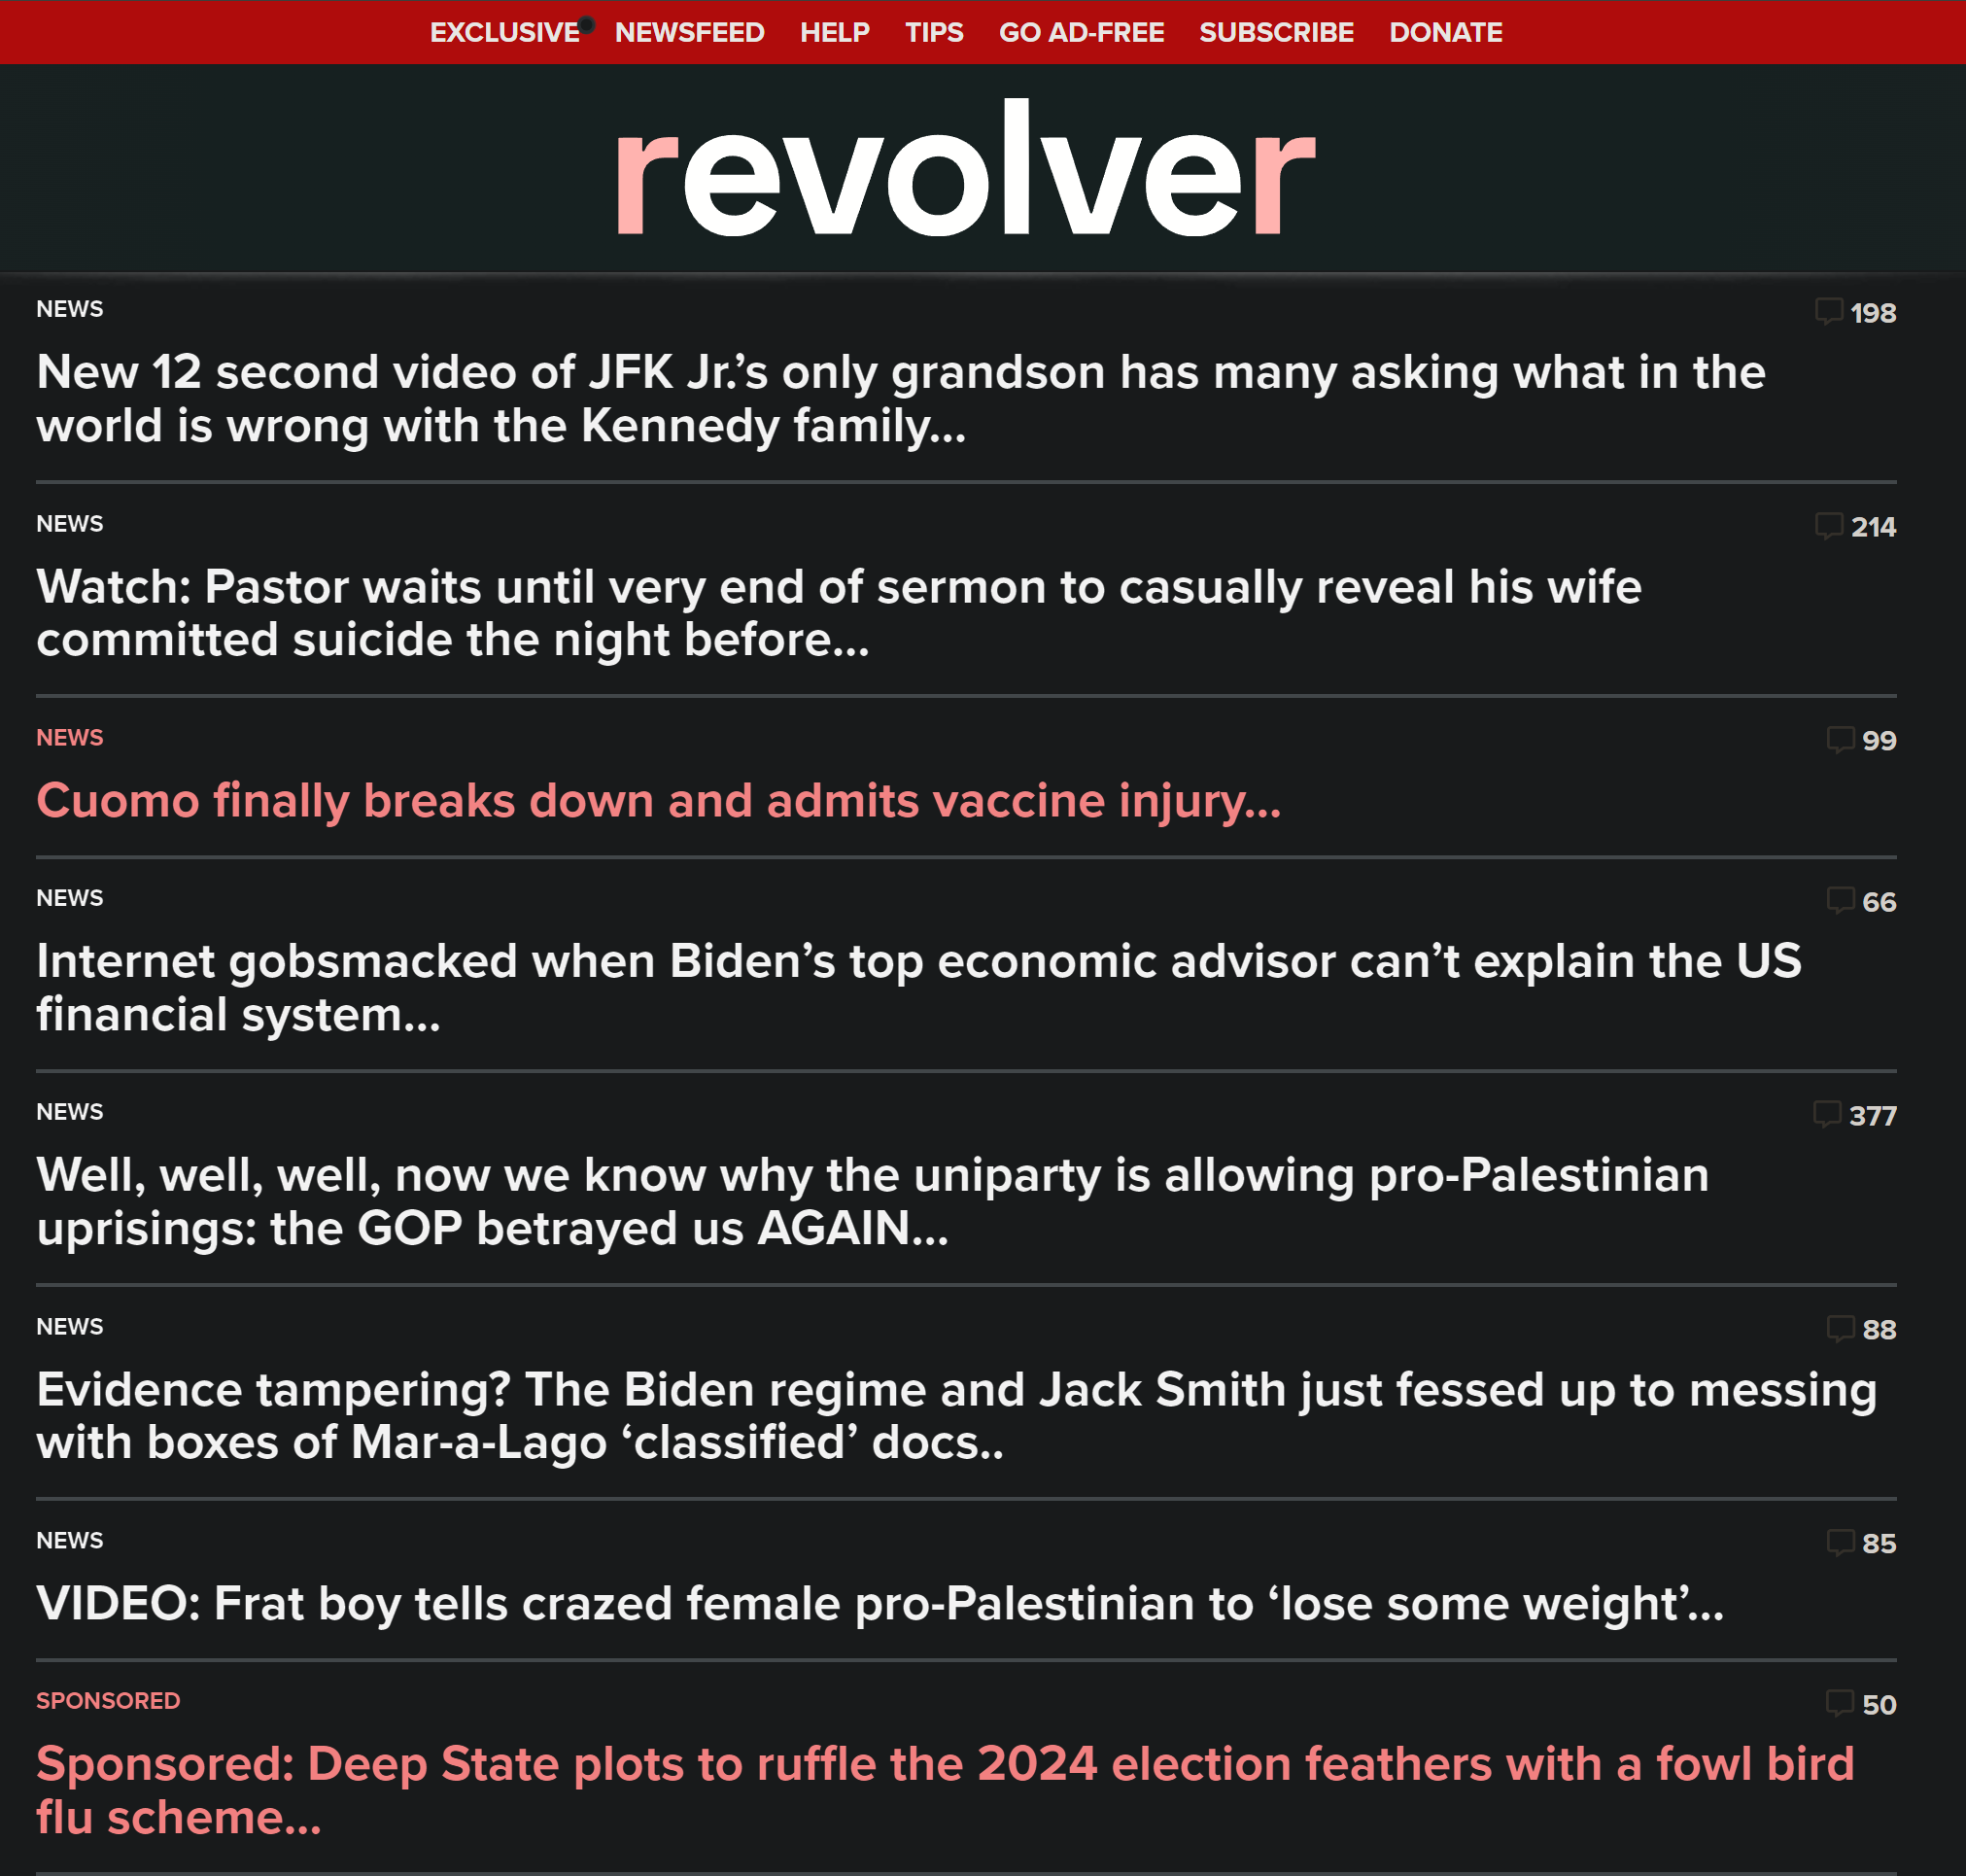 EXCLUSIVE NEWSFEED HELP TIPS GO AD-FREE SUBSCRIBE DONATE
revolver
NEWS 198
New 12 second video of JFK Jr.’s only grandson has many asking what in the
world is wrong with the Kennedy family…
NEWS 214
Watch: Pastor waits until very end of sermon to casually reveal his wife
committed suicide the night before…
NEWS 99
Cuomo finally breaks down and admits vaccine injury…
NEWS 66
Internet gobsmacked when Biden’s top economic advisor can’t explain the US
financial system…
NEWS 377
Well, well, well, now we know why the uniparty is allowing pro-Palestinian
uprisings: the GOP betrayed us AGAIN…
NEWS 88
Evidence tampering? The Biden regime and Jack Smith just fessed up to messing
with boxes of Mar-a-Lago ‘classified’ docs..
NEWS 85
VIDEO: Frat boy tells crazed female pro-Palestinian to ‘lose some weight’…
SPONSORED 50
Sponsored: Deep State plots to ruffle the 2024 election feathers with a fowl bird
flu scheme…